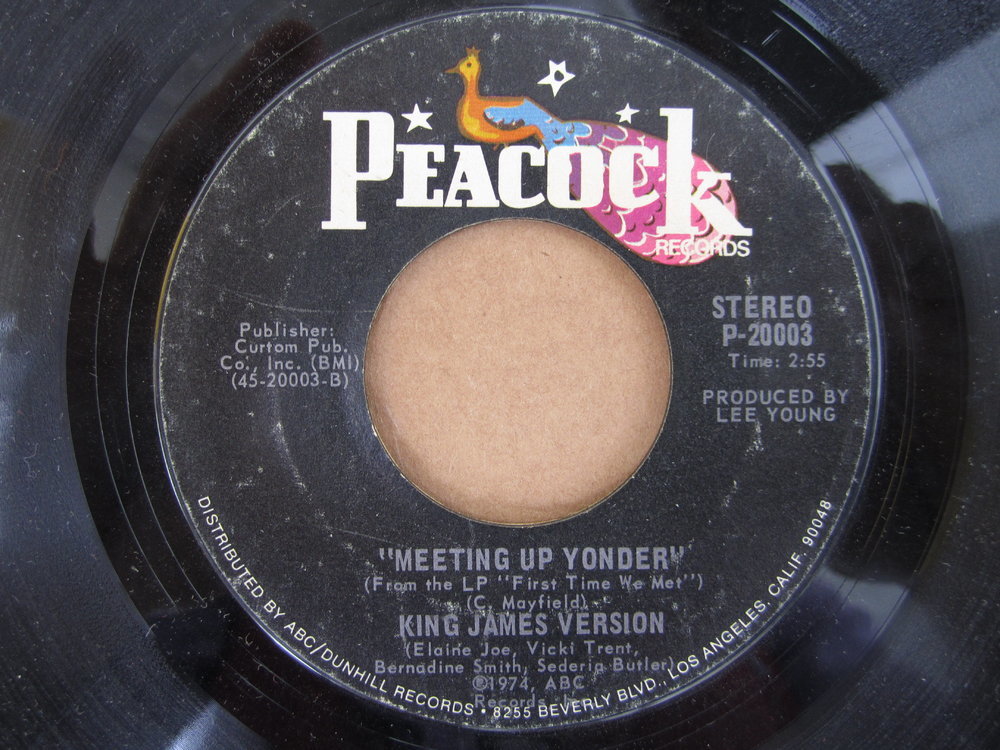 PEACOCK
RECORDS
STEREO
P-20003
Time: 2:55
PRODUCED BY
LEE YOUNG
Publisher:
Curtom Pub.
Co., Inc. (BMI)
(45-20003-B)
"MEETING UP YONDER"
(From the LP "First Time We Met")
(C. Mayfield)
KING JAMES VERSION
(Elaine Joe, Vicki Trent,
Bernadine Smith, Sederia Butler)
℗1974, ABC
Records
DISTRIBUTED BY ABC/DUNHILL RECORDS • 8255 BEVERLY BLVD., LOS ANGELES, CALIF. 90048